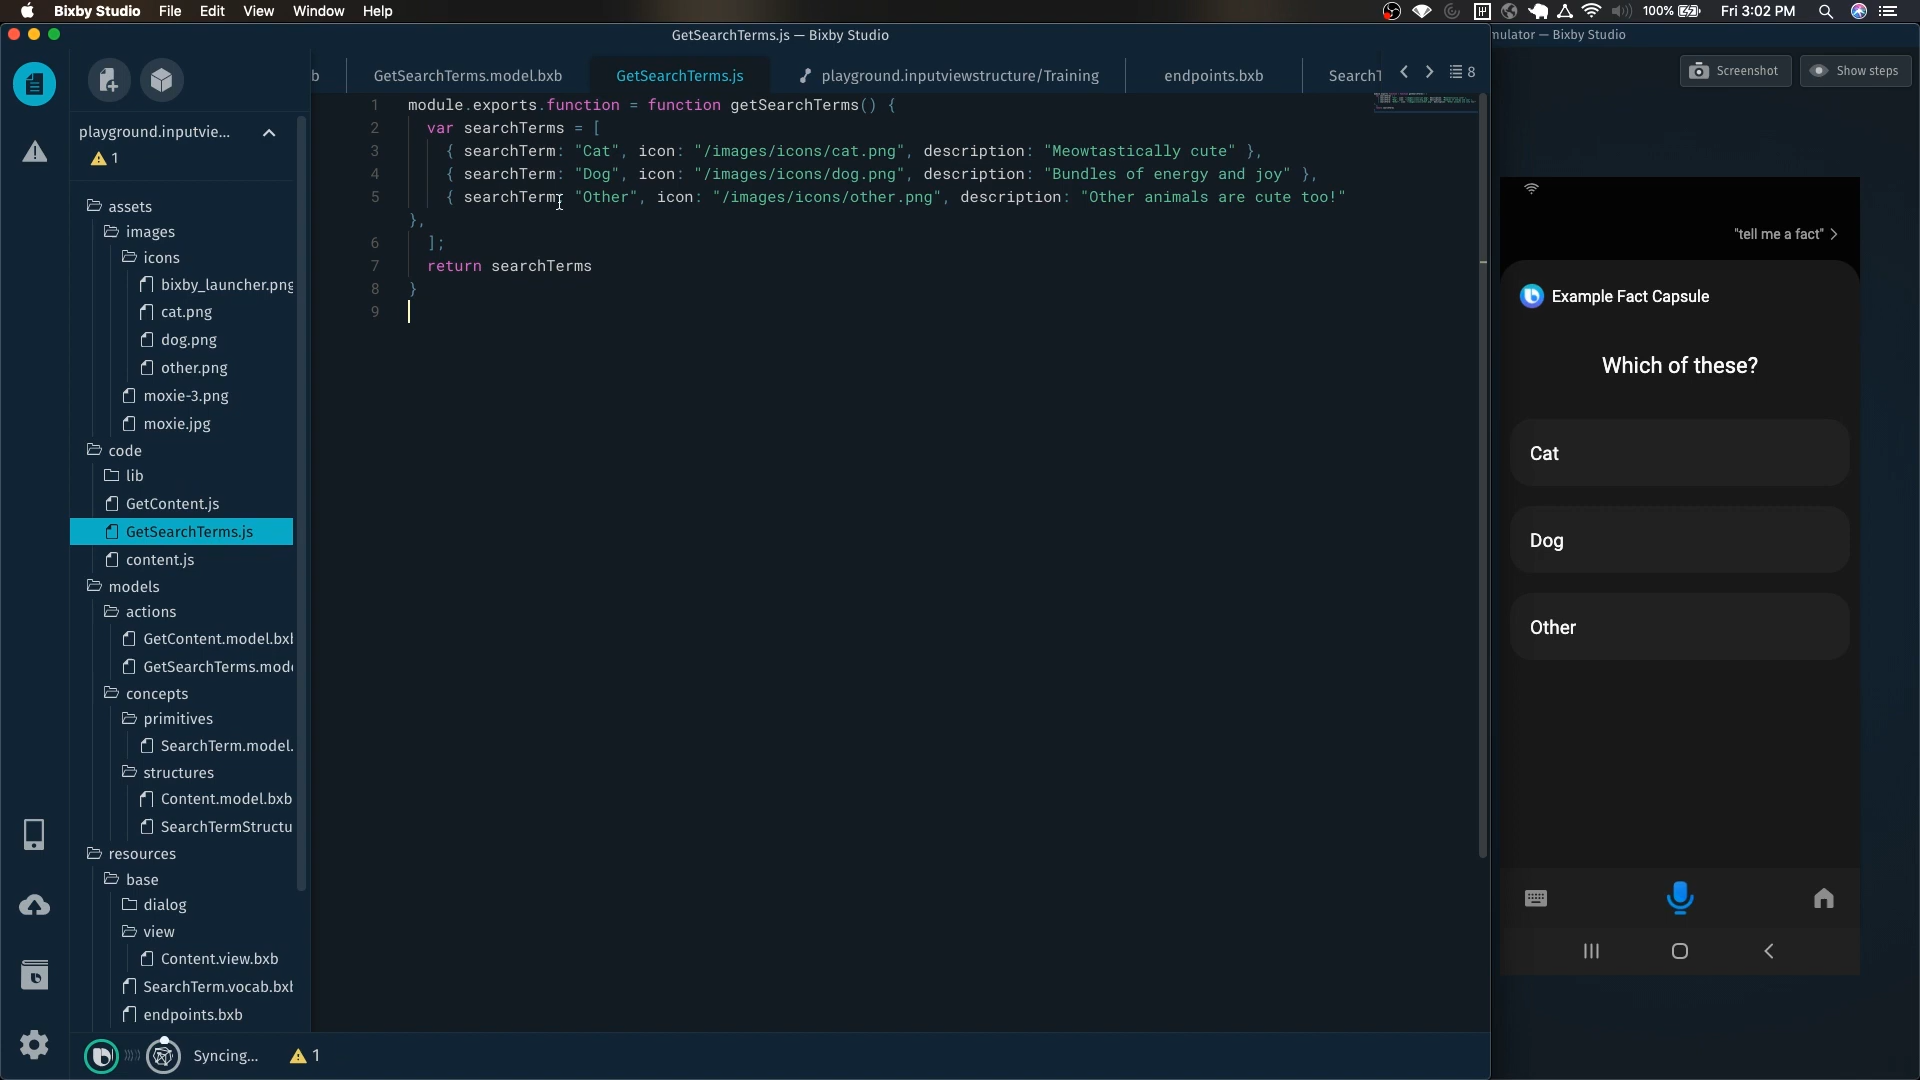 Bixby Studio File Edit View Window Help
100% Fri 3:02 PM
GetSearchTerms.js — Bixby Studio
mulator — Bixby Studio
b GetSearchTerms.model.bxb GetSearchTerms.js playground.inputviewstructure/Training endpoints.bxb SearchT 8
Screenshot Show steps
playground.inputvie...
1
assets
images
icons
bixby_launcher.png
cat.png
dog.png
other.png
moxie-3.png
moxie.jpg
code
lib
GetContent.js
GetSearchTerms.js
content.js
models
actions
GetContent.model.bxb
GetSearchTerms.mode
concepts
primitives
SearchTerm.model.
structures
Content.model.bxb
SearchTermStructu
resources
base
dialog
view
Content.view.bxb
SearchTerm.vocab.bxb
endpoints.bxb
Syncing... 1
1 module.exports.function = function getSearchTerms() {
2 var searchTerms = [
3 { searchTerm: "Cat", icon: "/images/icons/cat.png", description: "Meowtastically cute" },
4 { searchTerm: "Dog", icon: "/images/icons/dog.png", description: "Bundles of energy and joy" },
5 { searchTerm: "Other", icon: "/images/icons/other.png", description: "Other animals are cute too!"
},
6 ];
7 return searchTerms
8 }
9
"tell me a fact" >
Example Fact Capsule
Which of these?
Cat
Dog
Other